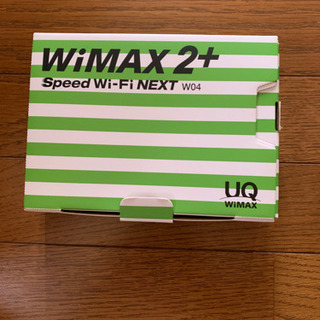 WiMAX 2+
Speed Wi-Fi NEXT W04
UQ
WiMAX